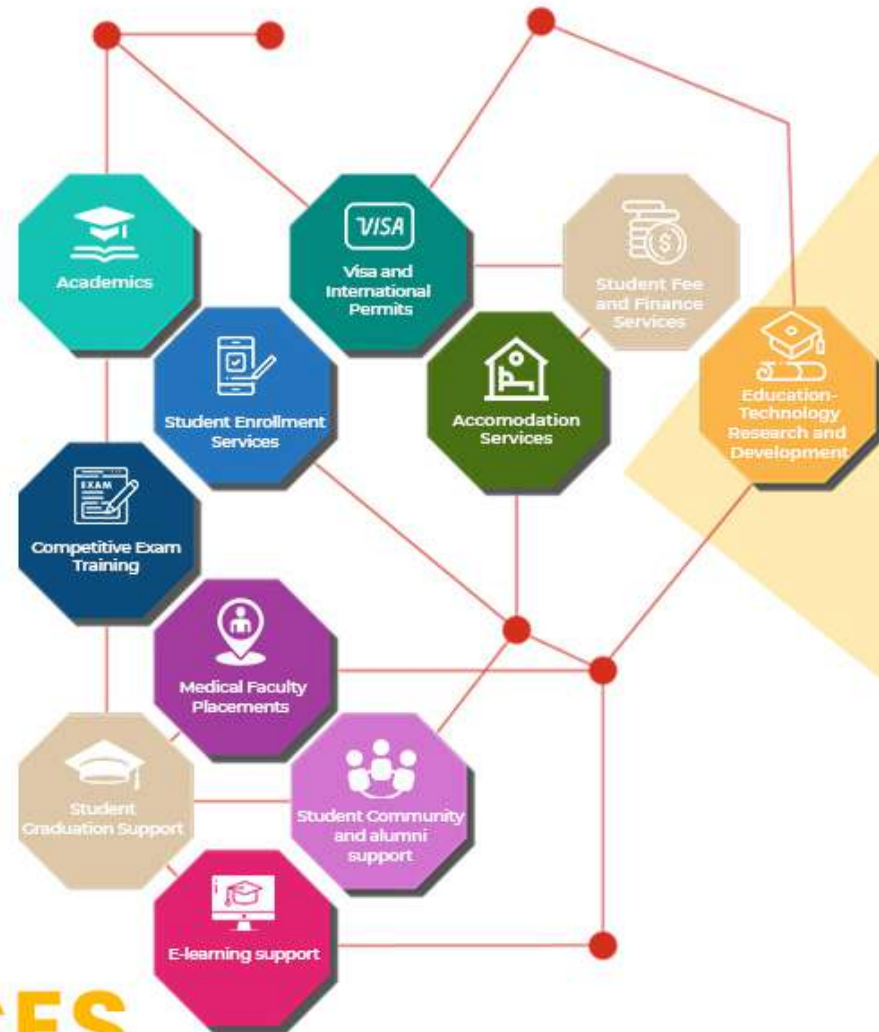 Academics
VISA
Visa and
International
Permits
Student Fee
and Finance
Services
Student Enrollment
Services
Accomodation
Services
Education-
Technology
Research and
Development
EXAM
Competitive Exam
Training
Medical Faculty
Placements
Student
Graduation Support
Student Community
and alumni
support
E-learning support